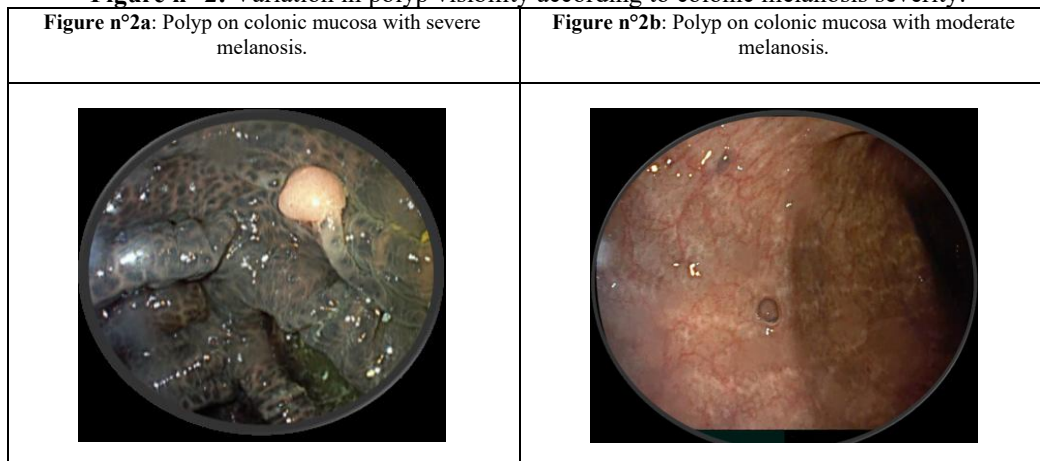 Figure n°2: Variation in polyp visibility according to colonic melanosis severity.
Figure n°2a: Polyp on colonic mucosa with severe
melanosis.
Figure n°2b: Polyp on colonic mucosa with moderate
melanosis.